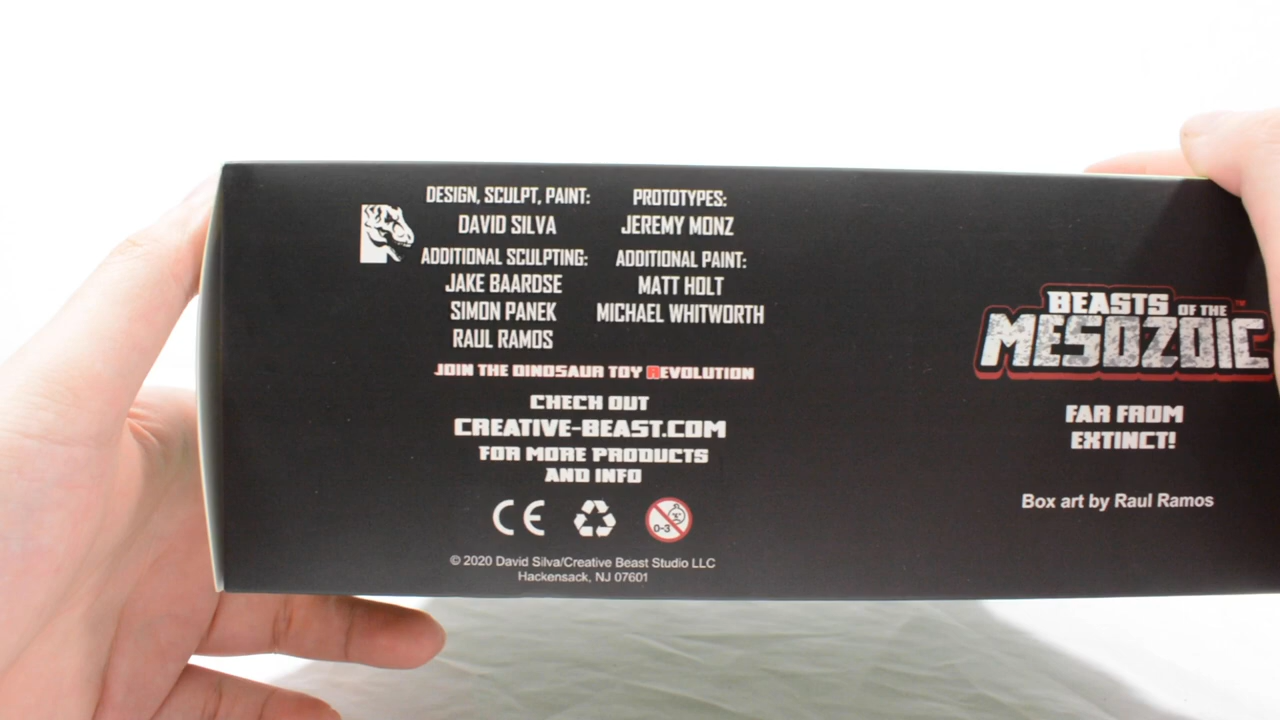 DESIGN, SCULPT, PAINT:
DAVID SILVA
ADDITIONAL SCULPTING:
JAKE BAARDSE
SIMON PANEK
RAUL RAMOS
PROTOTYPES:
JEREMY MONZ
ADDITIONAL PAINT:
MATT HOLT
MICHAEL WHITWORTH
JOIN THE DINOSAUR TOY REVOLUTION
CHECH OUT
CREATIVE-BEAST.COM
FOR MORE PRODUCTS
AND INFO
CE
0-3
© 2020 David Silva/Creative Beast Studio LLC
Hackensack, NJ 07601
BEASTS OF THE ™
MESOZOIC
FAR FROM
EXTINCT!
Box art by Raul Ramos